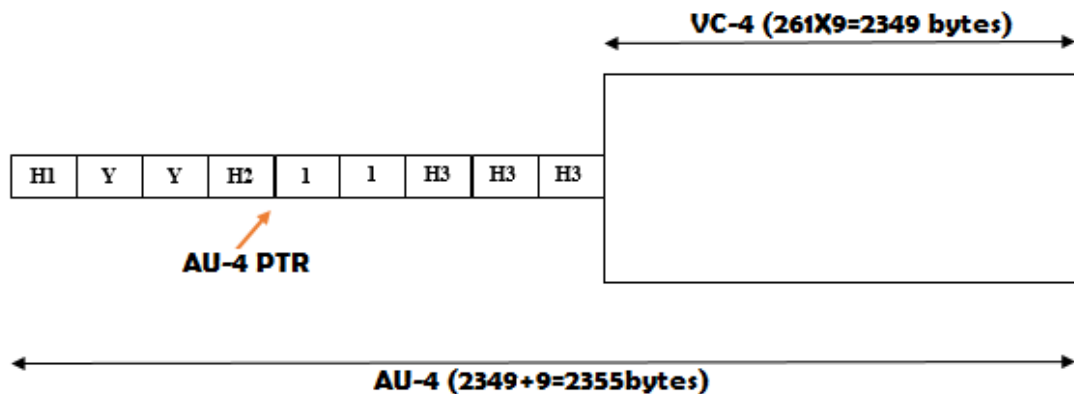 VC-4 (261X9=2349 bytes)
H1 Y Y H2 1 1 H3 H3 H3
AU-4 PTR
AU-4 (2349+9=2355bytes)